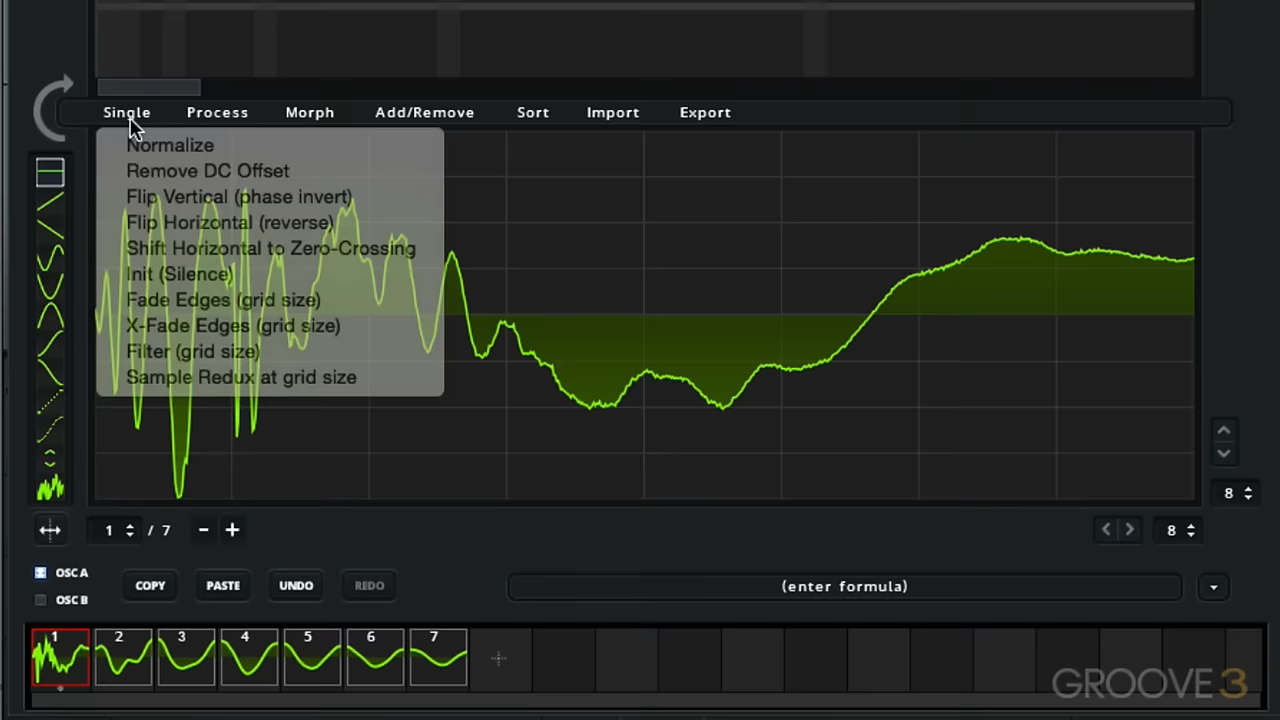 Single Process Morph Add/Remove Sort Import Export
Normalize
Remove DC Offset
Flip Vertical (phase invert)
Flip Horizontal (reverse)
Shift Horizontal to Zero-Crossing
Init (Silence)
Fade Edges (grid size)
X-Fade Edges (grid size)
Filter (grid size)
Sample Redux at grid size
8
1 / 7 - + 8
OSC A
OSC B
COPY PASTE UNDO REDO (enter formula)
1 2 3 4 5 6 7
GROOVE3